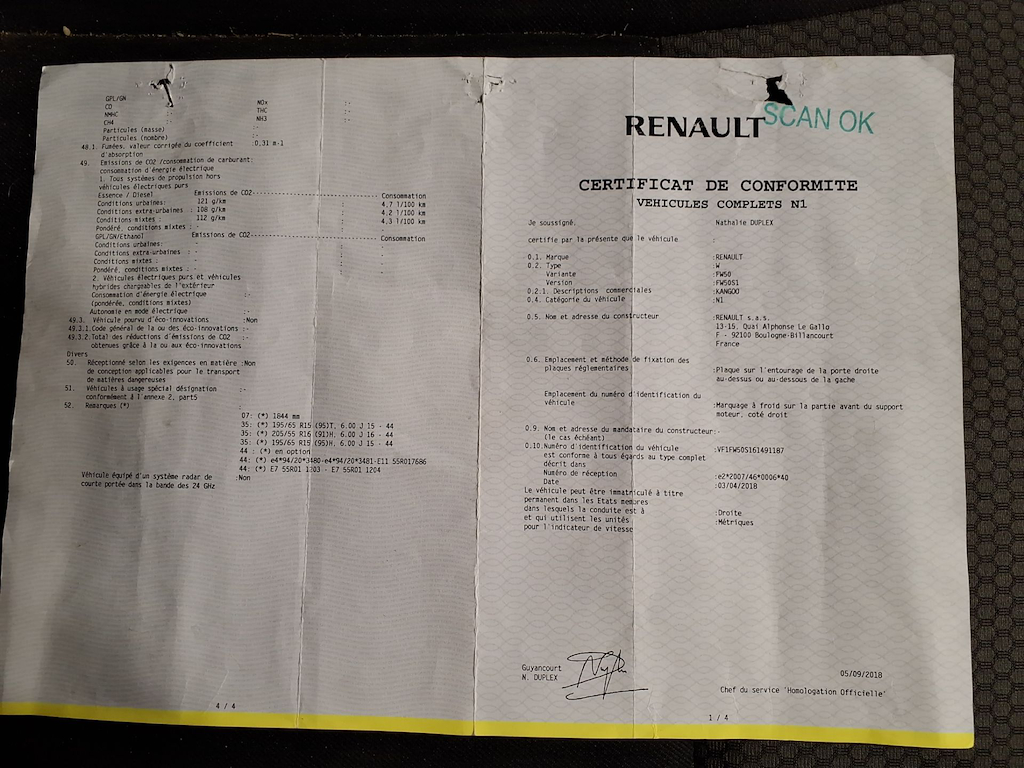 GPL/GN
CO :-
NMHC :-
CH4 :-
NOx :-
THC :-
NH3 :-
Particules (masse) :-
Particules (nombre) :-
48.1. Fumées, valeur corrigée du coefficient :0,31 m-1
d'absorption
49. Emissions de CO2 /consommation de carburant:
consommation d'énergie électrique
1. Tous systèmes de propulsion hors
véhicules électriques purs
Essence / Diesel Emissions de CO2 Consommation
Conditions urbaines: 121 g/km : 4,7 l/100 km
Conditions extra-urbaines : 108 g/km : 4,2 l/100 km
Conditions mixtes : 112 g/km : 4,3 l/100 km
Pondéré, conditions mixtes : -
GPL/GN/Ethanol Emissions de CO2 Consommation
Conditions urbaines: -
Conditions extra-urbaines : -
Conditions mixtes : -
Pondéré, conditions mixtes : -
2. Véhicules électriques purs et véhicules
hybrides chargeables de l'extérieur
Consommation d'énergie électrique :-
(pondérée, conditions mixtes)
Autonomie en mode électrique :-
49.3. Véhicule pourvu d'éco-innovations :Non
49.3.1.Code général de la ou des éco-innovations :-
49.3.2.Total des réductions d'émissions de CO2 :-
obtenues grâce à la ou aux éco-innovations
Divers
50. Réceptionné selon les exigences en matière :Non
de conception applicables pour le transport
de matières dangereuses
51. Véhicules à usage spécial désignation :-
conformément à l'annexe 2, part5
52. Remarques (*) :
07: (*) 1844 mm
35: (*) 195/65 R15 (95)T, 6.00 J 15 - 44
35: (*) 205/55 R16 (91)H, 6.00 J 16 - 44
35: (*) 195/65 R15 (95)H, 6.00 J 15 - 44
44 : (*) en option
44: (*) e4*94/20*3480-e4*94/20*3481-E11 55R017686
44: (*) E7 55R01 1203 - E7 55R01 1204
Véhicule équipé d'un système radar de :Non
courte portée dans la bande des 24 GHz
4 / 4
RENAULT
SCAN OK
CERTIFICAT DE CONFORMITE
VEHICULES COMPLETS N1
Je soussigné, Nathalie DUPLEX
certifie par la présente que le véhicule :
0.1. Marque :RENAULT
0.2. Type :W
Variante :FW50
Version :FW50S1
0.2.1. Descriptions commerciales :KANGOO
0.4. Catégorie du véhicule :N1
0.5. Nom et adresse du constructeur :RENAULT s.a.s.
13-15, Quai Alphonse Le Gallo
F - 92100 Boulogne-Billancourt
France
0.6. Emplacement et méthode de fixation des
plaques réglementaires :Plaque sur l'entourage de la porte droite
au-dessus ou au-dessous de la gache
Emplacement du numéro d'identification du
véhicule :Marquage à froid sur la partie avant du support
moteur, coté droit
0.9. Nom et adresse du mandataire du constructeur:-
(le cas échéant)
0.10.Numéro d'identification du véhicule :VF1FW50S161491187
est conforme à tous égards au type complet
décrit dans
Numéro de réception :e2*2007/46*0006*40
Date :03/04/2018
Le véhicule peut être immatriculé à titre
permanent dans les Etats membres
dans lesquels la conduite est à :Droite
et qui utilisent les unités :Métriques
pour l'indicateur de vitesse
Guyancourt
N. DUPLEX
05/09/2018
Chef du service 'Homologation Officielle'
1 / 4